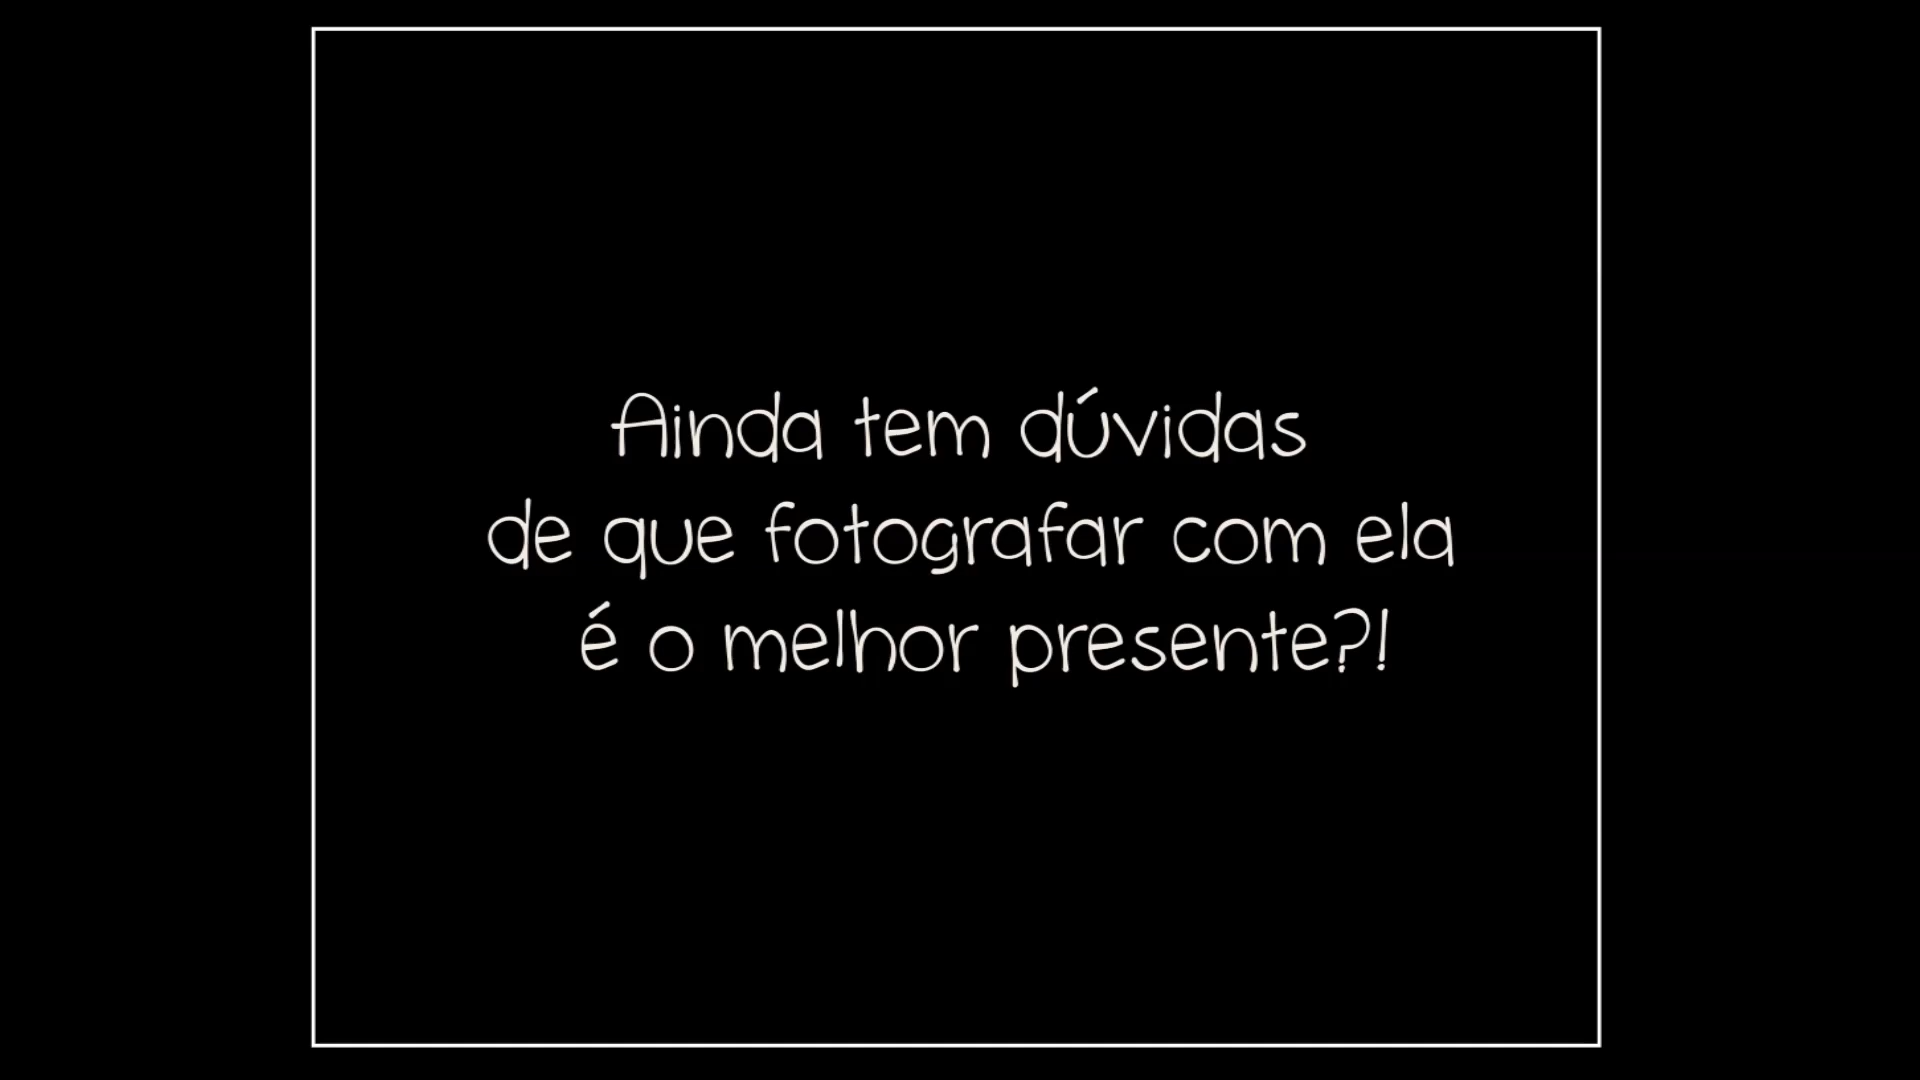 Ainda tem dúvidas
de que fotografar com ela
é o melhor presente?!